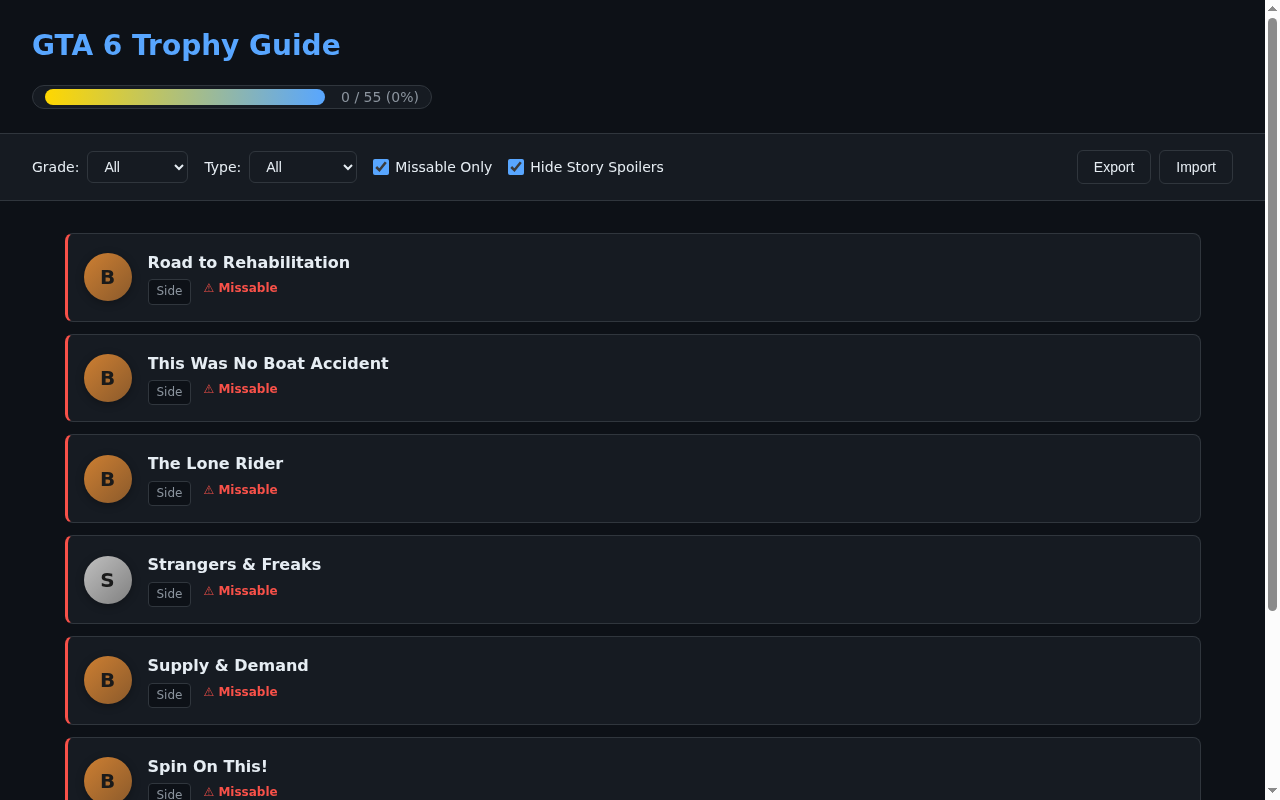 GTA 6 Trophy Guide
0 / 55 (0%)
Grade: All Type: All Missable Only Hide Story Spoilers Export Import
B Road to Rehabilitation
Side ⚠ Missable
B This Was No Boat Accident
Side ⚠ Missable
B The Lone Rider
Side ⚠ Missable
S Strangers & Freaks
Side ⚠ Missable
B Supply & Demand
Side ⚠ Missable
B Spin On This!
Side ⚠ Missable